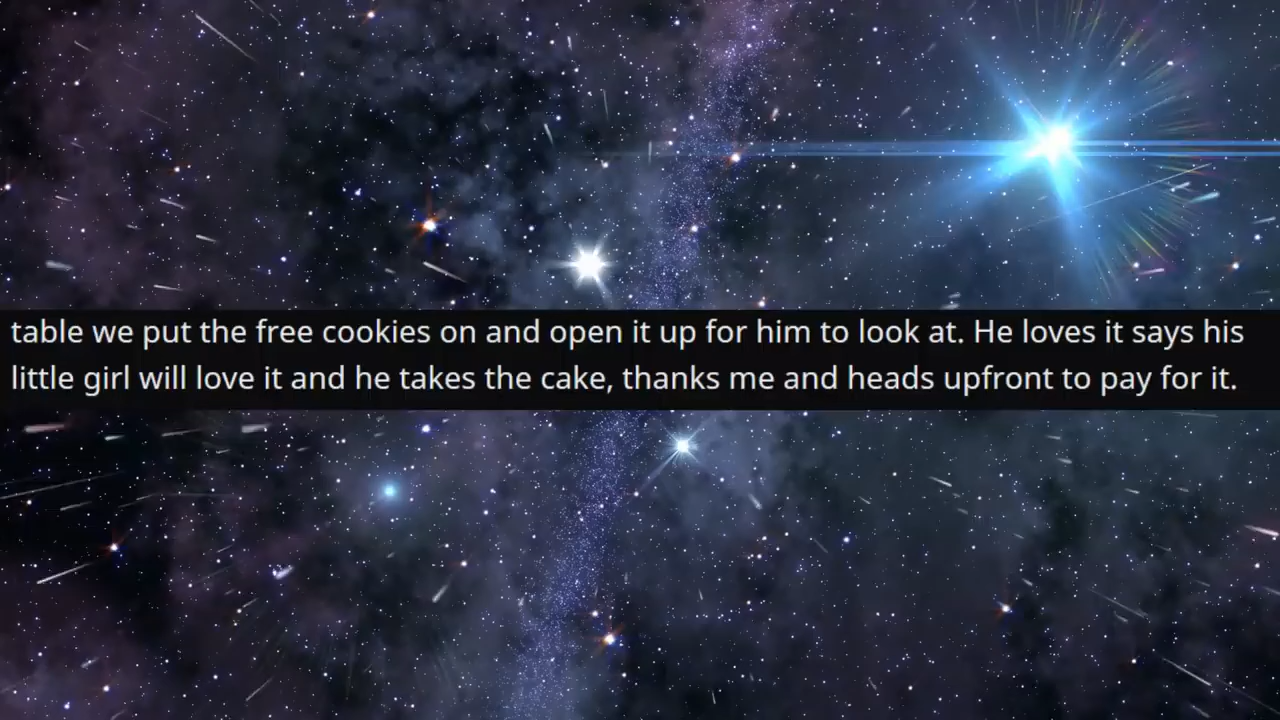 table we put the free cookies on and open it up for him to look at. He loves it says his
little girl will love it and he takes the cake, thanks me and heads upfront to pay for it.